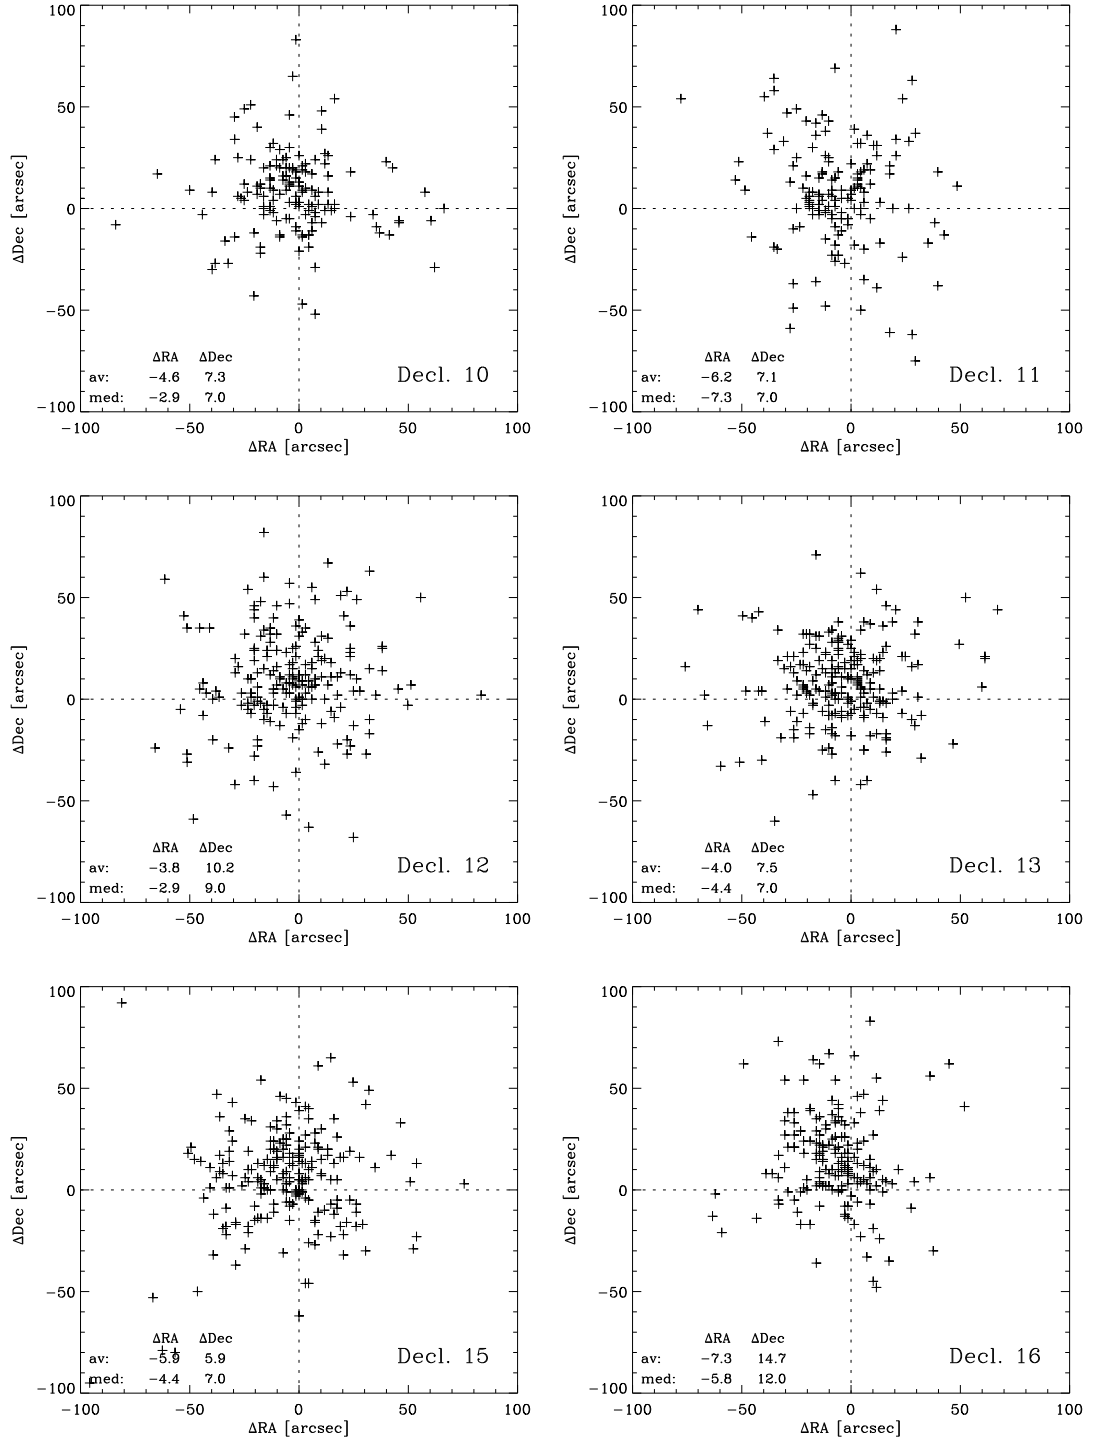 100
50
0
−50
−100
ΔDec [arcsec]
ΔRA ΔDec
av: −4.6 7.3
med: −2.9 7.0
Decl. 10
−100 −50 0 50 100
ΔRA [arcsec]
100
50
0
−50
−100
ΔDec [arcsec]
ΔRA ΔDec
av: −6.2 7.1
med: −7.3 7.0
Decl. 11
−100 −50 0 50 100
ΔRA [arcsec]
100
50
0
−50
−100
ΔDec [arcsec]
ΔRA ΔDec
av: −3.8 10.2
med: −2.9 9.0
Decl. 12
−100 −50 0 50 100
ΔRA [arcsec]
100
50
0
−50
−100
ΔDec [arcsec]
ΔRA ΔDec
av: −4.0 7.5
med: −4.4 7.0
Decl. 13
−100 −50 0 50 100
ΔRA [arcsec]
100
50
0
−50
−100
ΔDec [arcsec]
ΔRA ΔDec
av: −5.9 5.9
med: −4.4 7.0
Decl. 15
−100 −50 0 50 100
ΔRA [arcsec]
100
50
0
−50
−100
ΔDec [arcsec]
ΔRA ΔDec
av: −7.3 14.7
med: −5.8 12.0
Decl. 16
−100 −50 0 50 100
ΔRA [arcsec]